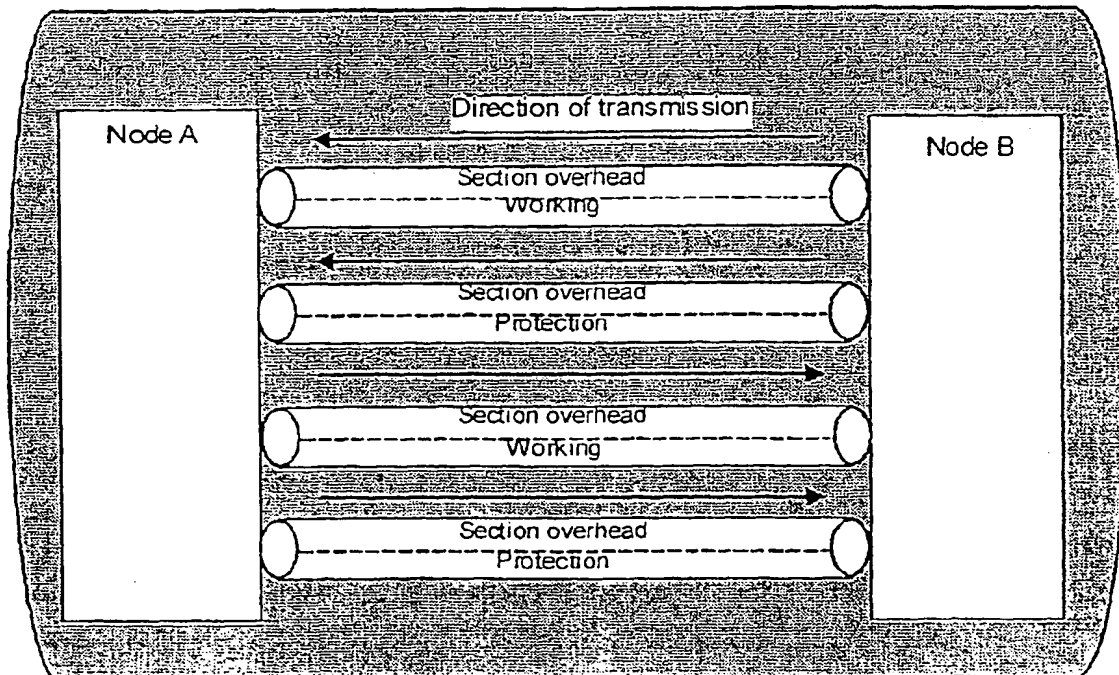 Direction of transmission
Node A
Node B
Section overhead
Working
Section overhead
Protection
Section overhead
Working
Section overhead
Protection